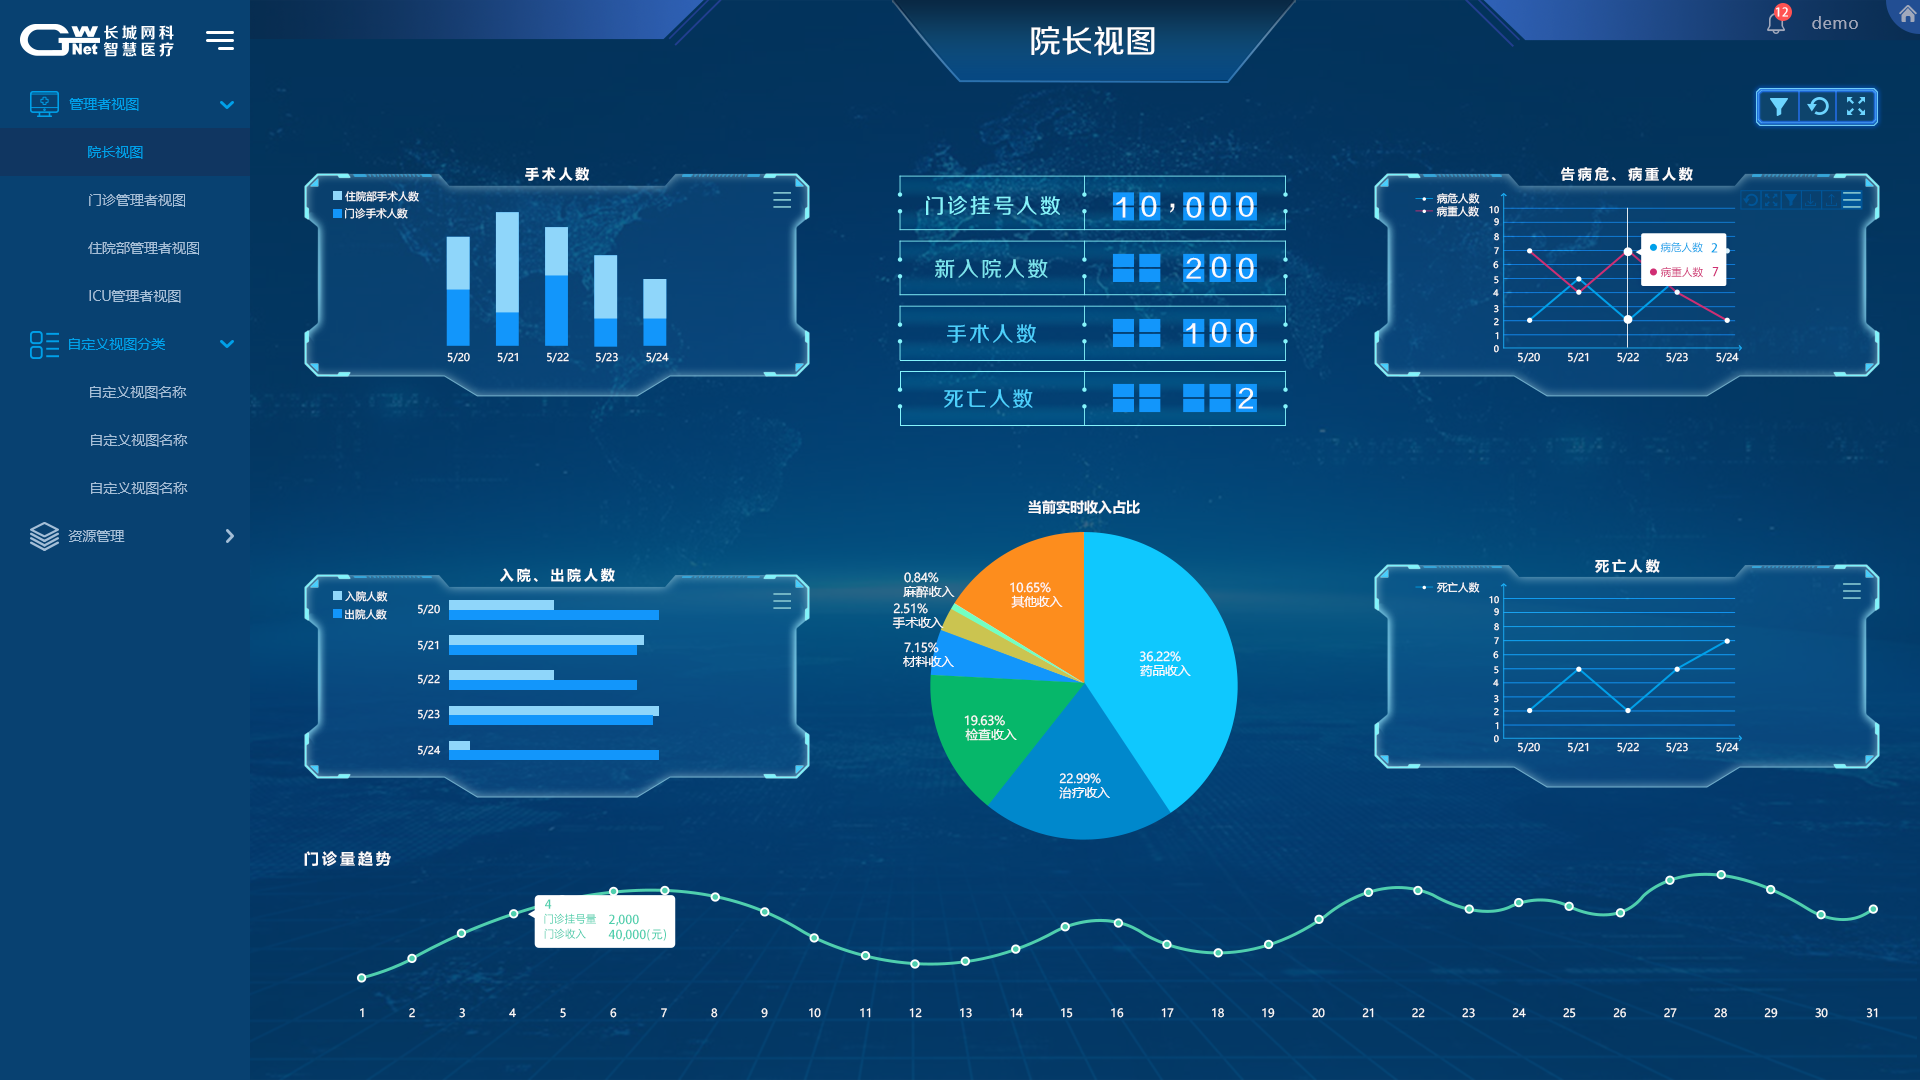 GW Net 长城网科
智慧医疗
管理者视图
院长视图
门诊管理者视图
住院部管理者视图
ICU管理者视图
自定义视图分类
自定义视图名称
自定义视图名称
自定义视图名称
资源管理
院长视图
12
demo
手术人数
住院部手术人数
门诊手术人数
5/20 5/21 5/22 5/23 5/24
门诊挂号人数 10,000
新入院人数 200
手术人数 100
死亡人数 2
告病危、病重人数
病危人数
病重人数
10
9
8
7
6
5
4
3
2
1
0
病危人数 2
病重人数 7
5/20 5/21 5/22 5/23 5/24
入院、出院人数
入院人数
出院人数
5/20
5/21
5/22
5/23
5/24
当前实时收入占比
0.84%
麻醉收入
2.51%
手术收入
7.15%
材料收入
10.65%
其他收入
36.22%
药品收入
19.63%
检查收入
22.99%
治疗收入
死亡人数
死亡人数
10
9
8
7
6
5
4
3
2
1
0
5/20 5/21 5/22 5/23 5/24
门诊量趋势
4
门诊挂号量 2,000
门诊收入 40,000(元)
1 2 3 4 5 6 7 8 9 10 11 12 13 14 15 16 17 18 19 20 21 22 23 24 25 26 27 28 29 30 31